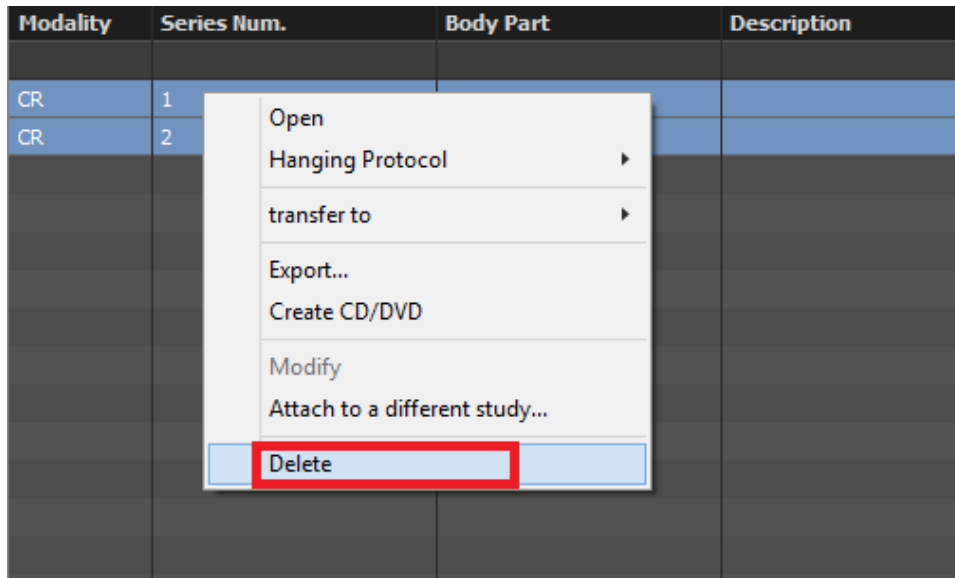 Modality Series Num. Body Part Description
CR 1
CR 2
Open
Hanging Protocol
transfer to
Export...
Create CD/DVD
Modify
Attach to a different study...
Delete